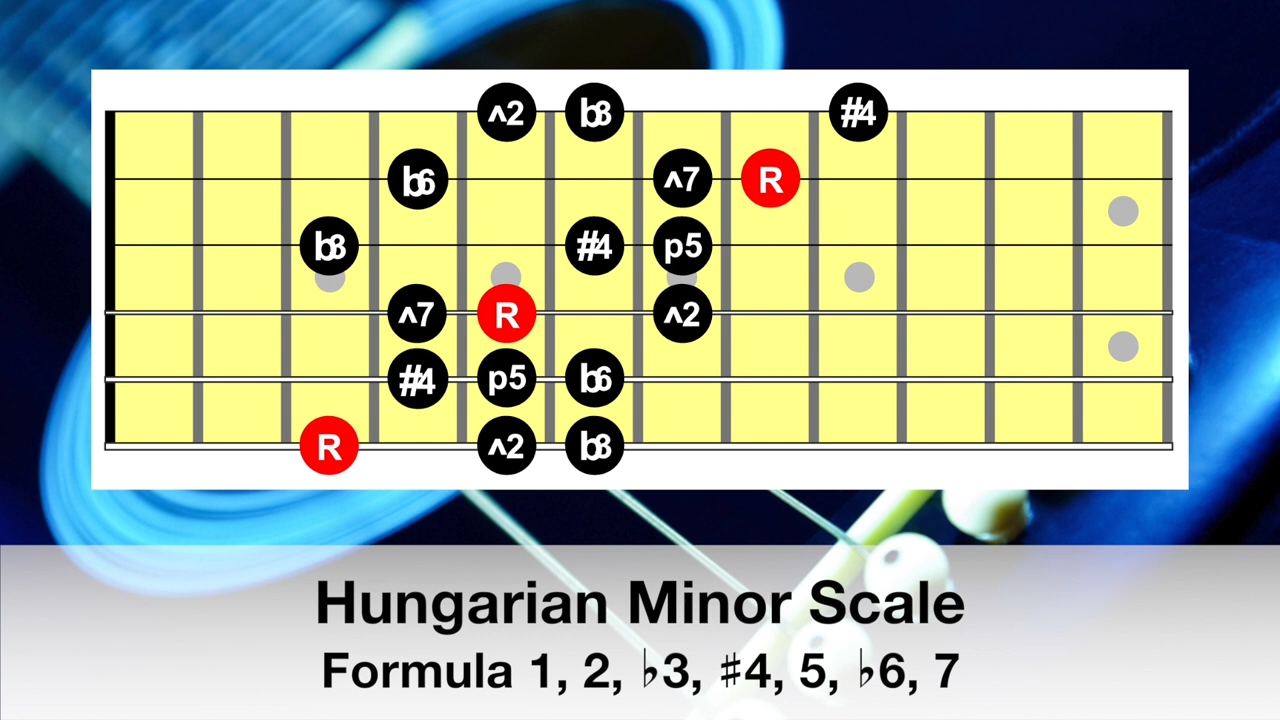 ^2 b3 #4
b6 ^7 R
b3 #4 p5
^7 R ^2
#4 p5 b6
R ^2 b3
Hungarian Minor Scale
Formula 1, 2, ♭3, ♯4, 5, ♭6, 7